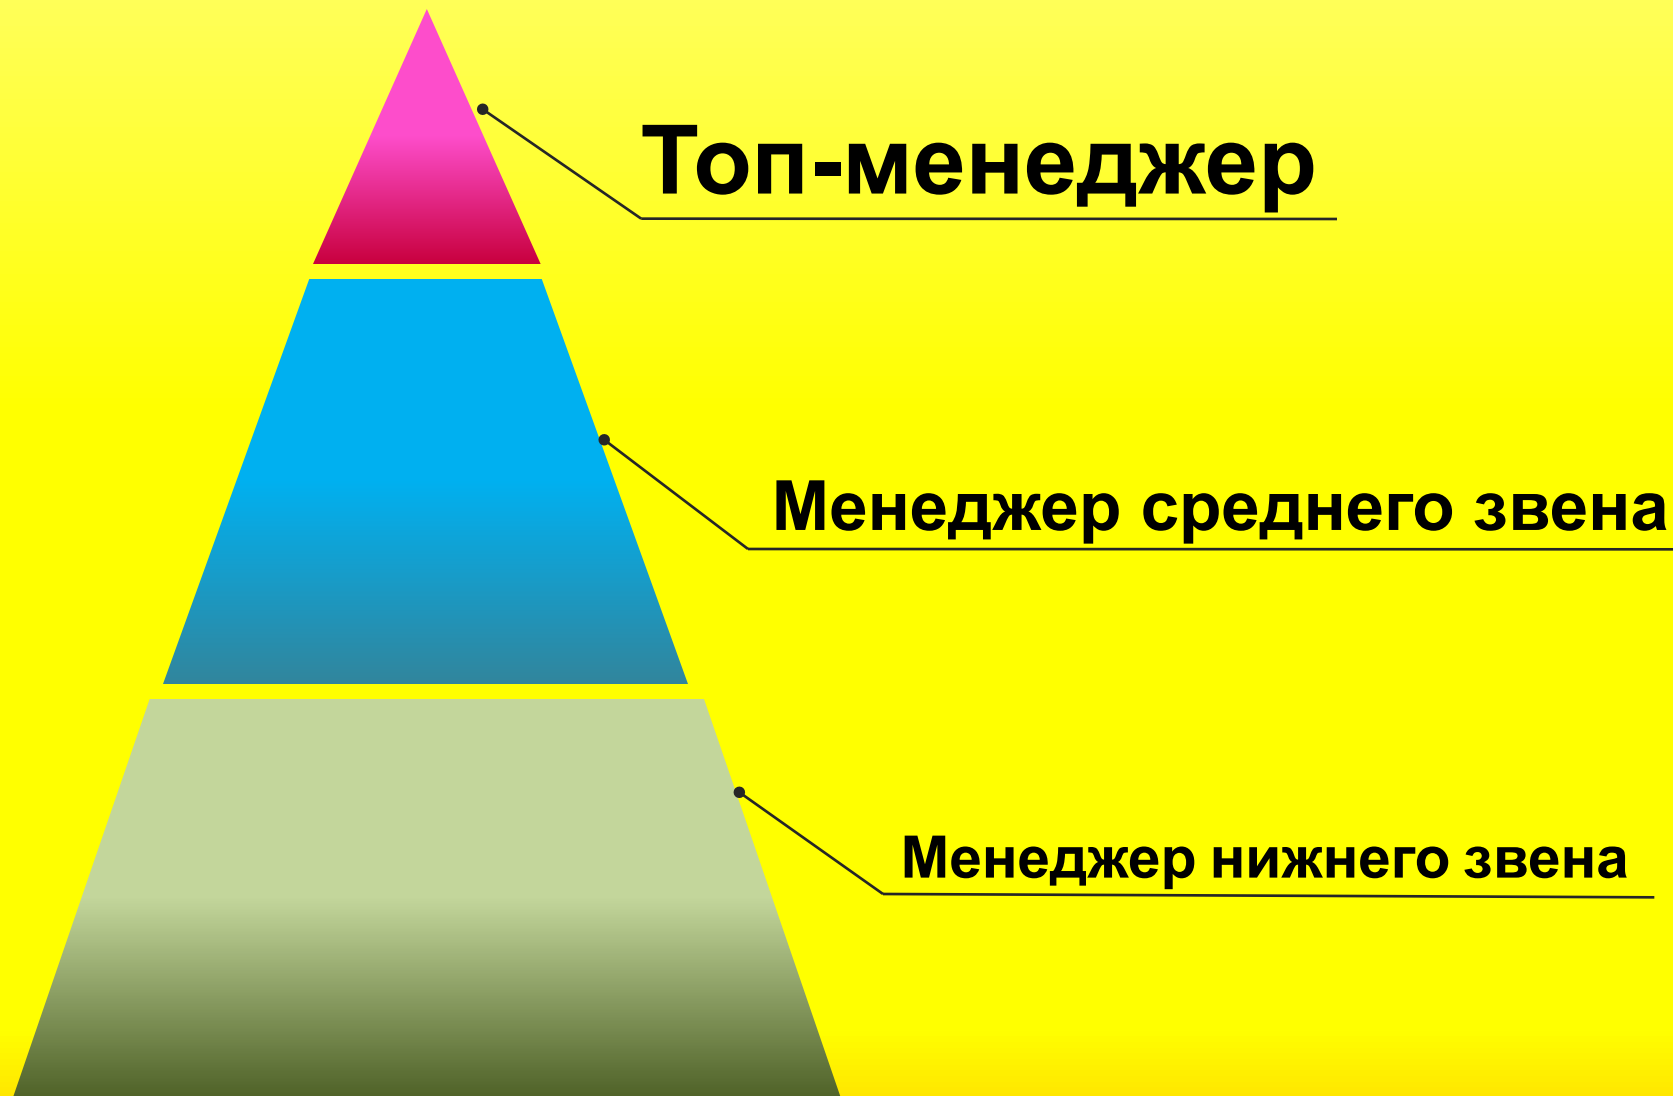 Топ-менеджер
Менеджер среднего звена
Менеджер нижнего звена